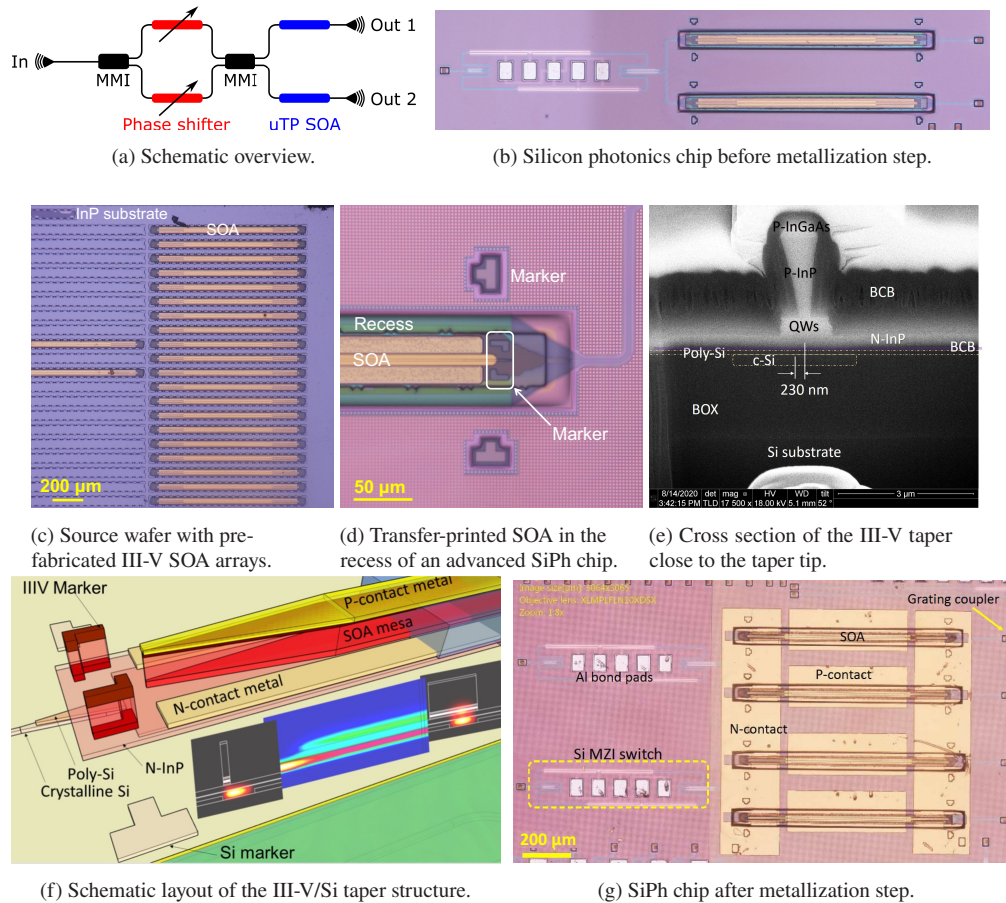 In
MMI
MMI
Out 1
Out 2
Phase shifter
uTP SOA
(a) Schematic overview.
(b) Silicon photonics chip before metallization step.
InP substrate
SOA
200 μm
(c) Source wafer with pre-
fabricated III-V SOA arrays.
Marker
Recess
SOA
Marker
50 μm
(d) Transfer-printed SOA in the
recess of an advanced SiPh chip.
P-InGaAs
P-InP
BCB
QWs
N-InP
BCB
Poly-Si
c-Si
230 nm
BOX
Si substrate
8/14/2020 det mag HV WD tilt
3:42:15 PM TLD 17 500 x 18.00 kV 5.1 mm 52 °
3 μm
(e) Cross section of the III-V taper
close to the taper tip.
IIIV Marker
P-contact metal
SOA mesa
N-contact metal
Poly-Si
Crystalline Si
N-InP
Si marker
(f) Schematic layout of the III-V/Si taper structure.
Zoom: 1.8x
Grating coupler
SOA
Al bond pads
P-contact
N-contact
Si MZI switch
200 μm
(g) SiPh chip after metallization step.